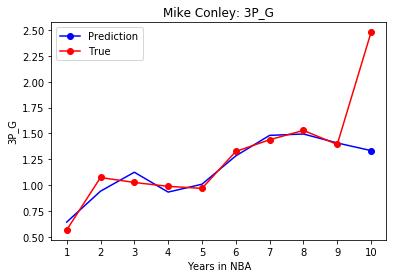 Mike Conley: 3P_G
Prediction
True
3P_G
2.50
2.25
2.00
1.75
1.50
1.25
1.00
0.75
0.50
1 2 3 4 5 6 7 8 9 10
Years in NBA